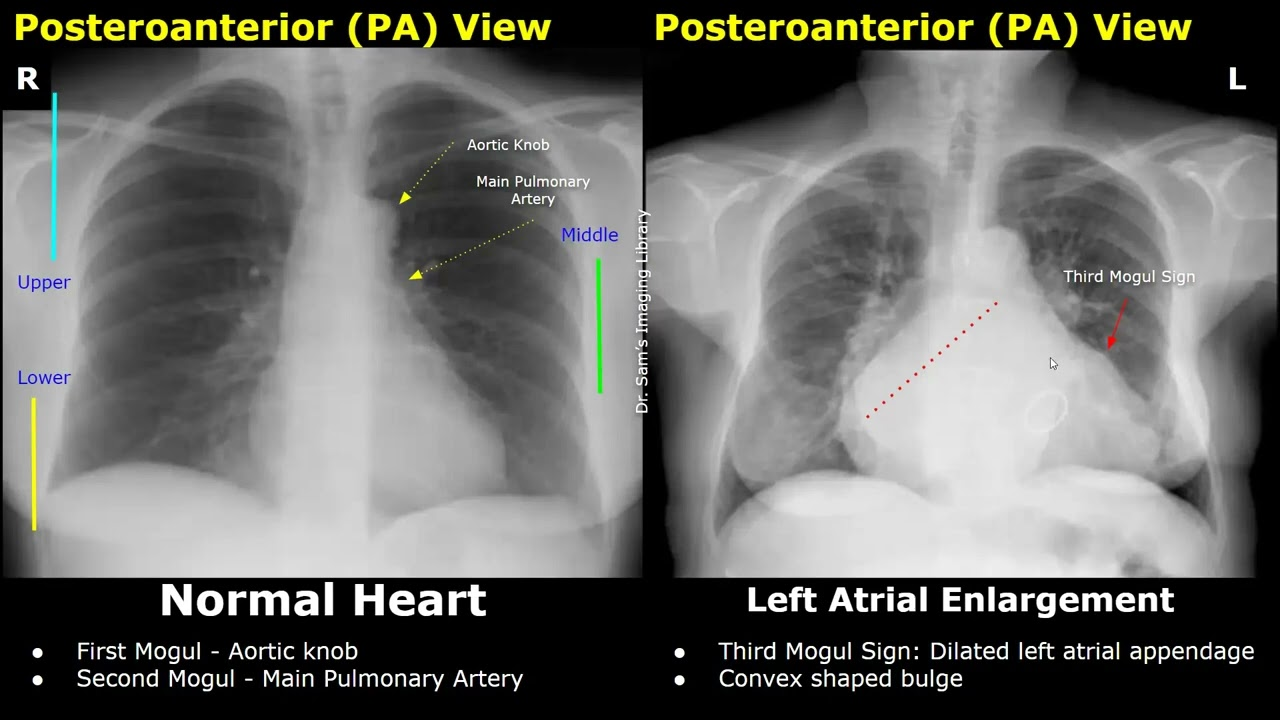 Posteroanterior (PA) View
R
Aortic Knob
Main Pulmonary
Artery
Middle
Upper
Lower
Normal Heart
● First Mogul - Aortic knob
● Second Mogul - Main Pulmonary Artery
Dr. Sam's Imaging Library
Posteroanterior (PA) View
L
Third Mogul Sign
Left Atrial Enlargement
● Third Mogul Sign: Dilated left atrial appendage
● Convex shaped bulge